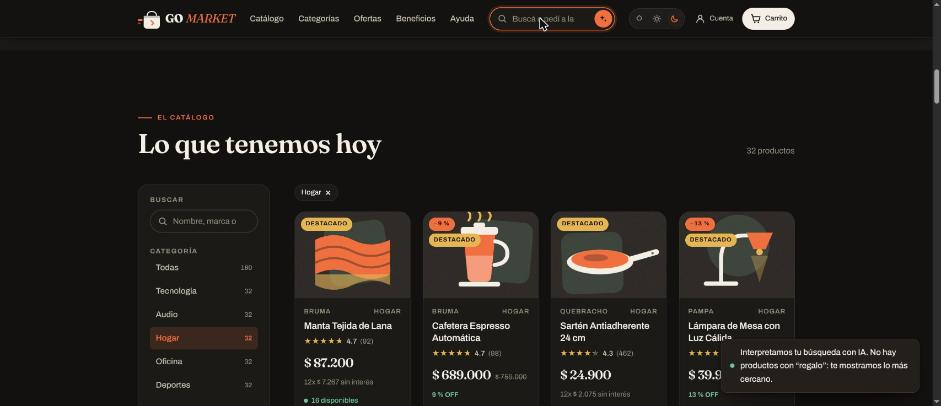 GO MARKET Catálogo Categorías Ofertas Beneficios Ayuda Cuenta Carrito
EL CATÁLOGO
Lo que tenemos hoy
32 productos
BUSCAR
Nombre, marca o
CATEGORÍA
Todas 160
Tecnología 32
Audio 32
Hogar 32
Oficina 32
Deportes 32
Hogar ×
DESTACADO
BRUMA HOGAR
Manta Tejida de Lana
★★★★★ 4.7 (92)
$ 87.200
12x $ 7.267 sin interés
16 disponibles
-9 %
DESTACADO
BRUMA HOGAR
Cafetera Espresso
Automática
★★★★★ 4.7 (88)
$ 689.000 $ 759.000
9 % OFF
DESTACADO
QUEBRACHO HOGAR
Sartén Antiadherente
24 cm
★★★★★ 4.3 (462)
$ 24.900
12x $ 2.075 sin interés
-13 %
DESTACADO
PAMPA HOGAR
Lámpara de Mesa con
Luz Cálida
★★★★
$ 39.9
13 % OFF
Interpretamos tu búsqueda con IA. No hay
productos con “regalo”: te mostramos lo más
cercano.